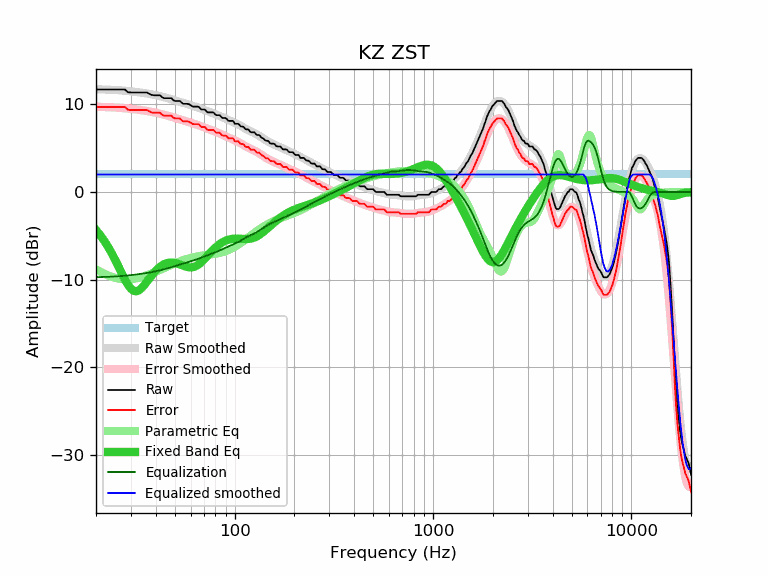 KZ ZST
10
0
−10
−20
−30
Amplitude (dBr)
Target
Raw Smoothed
Error Smoothed
Raw
Error
Parametric Eq
Fixed Band Eq
Equalization
Equalized smoothed
100
1000
10000
Frequency (Hz)